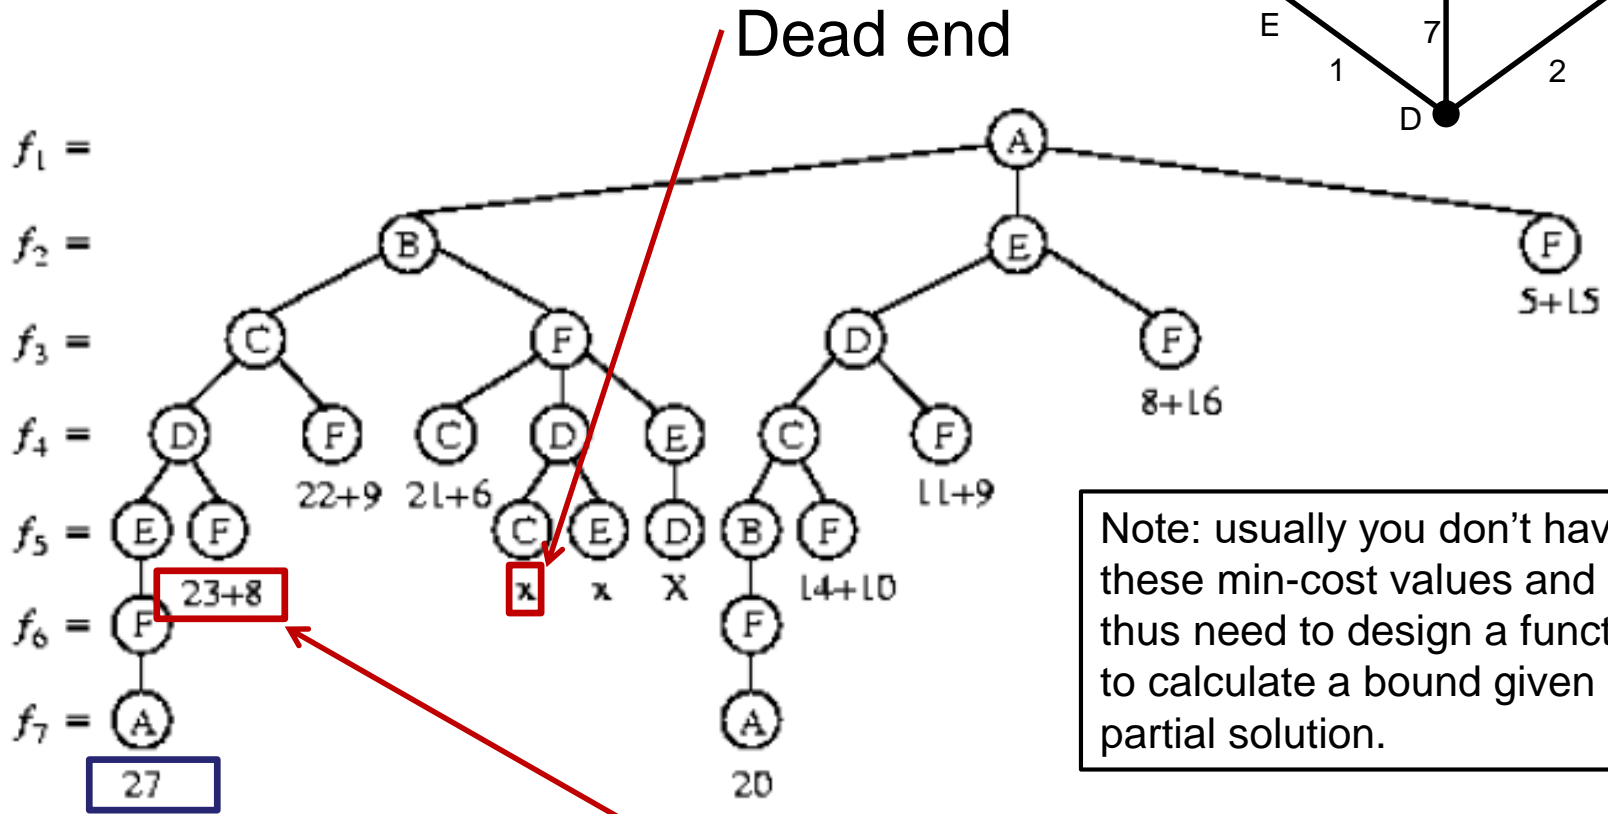 Dead end
E
7
1
2
D
f1 =
A
f2 =
B
E
F
5+15
f3 =
C
F
D
F
8+16
f4 =
D
F
C
D
E
C
F
22+9
21+6
11+9
f5 =
E
F
C
E
D
B
F
23+8
x
x
X
14+10
f6 =
F
F
f7 =
A
A
27
20
Note: usually you don't hav
these min-cost values and
thus need to design a funct
to calculate a bound given
partial solution.